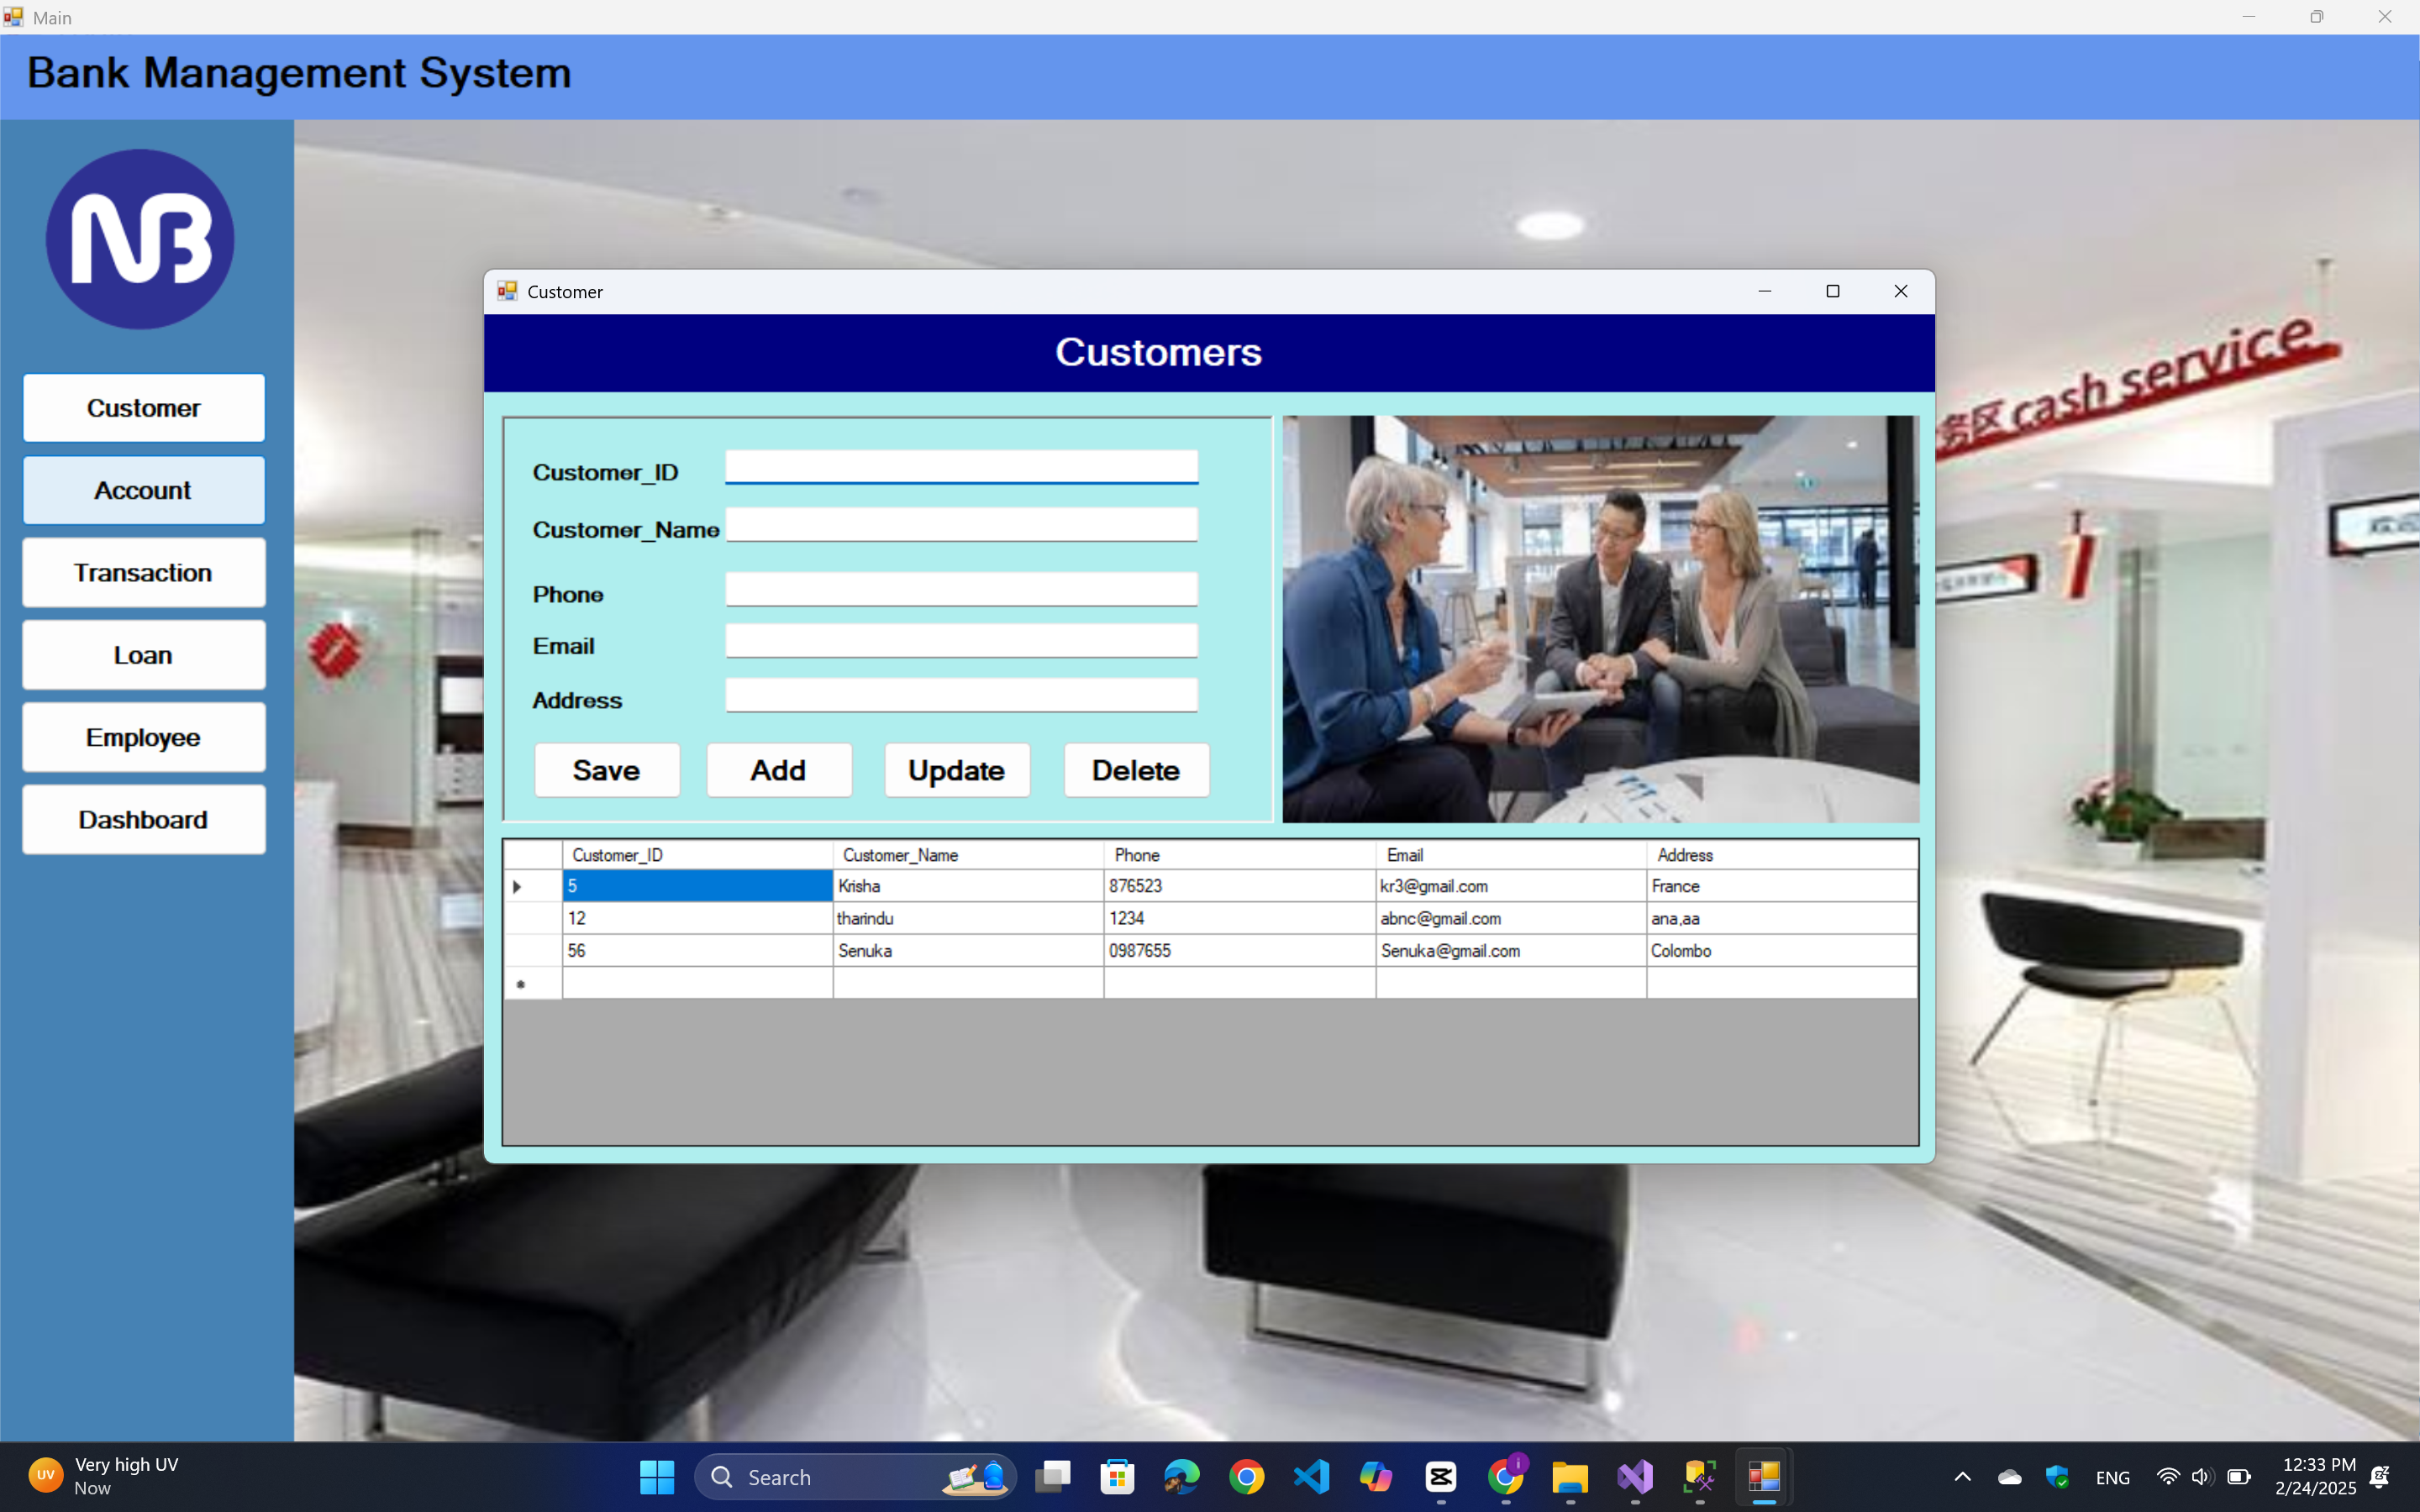 Main
Bank Management System
NB
Customer
Account
Transaction
Loan
Employee
Dashboard
Customer
Customers
Customer_ID
Customer_Name
Phone
Email
Address
Save Add Update Delete
Customer_ID Customer_Name Phone Email Address
5 Krisha 876523 kr3@gmail.com France
12 tharindu 1234 abnc@gmail.com ana,aa
56 Senuka 0987655 Senuka@gmail.com Colombo
务区 cash service
UV
Very high UV
Now
Search
i
ENG
12:33 PM
2/24/2025